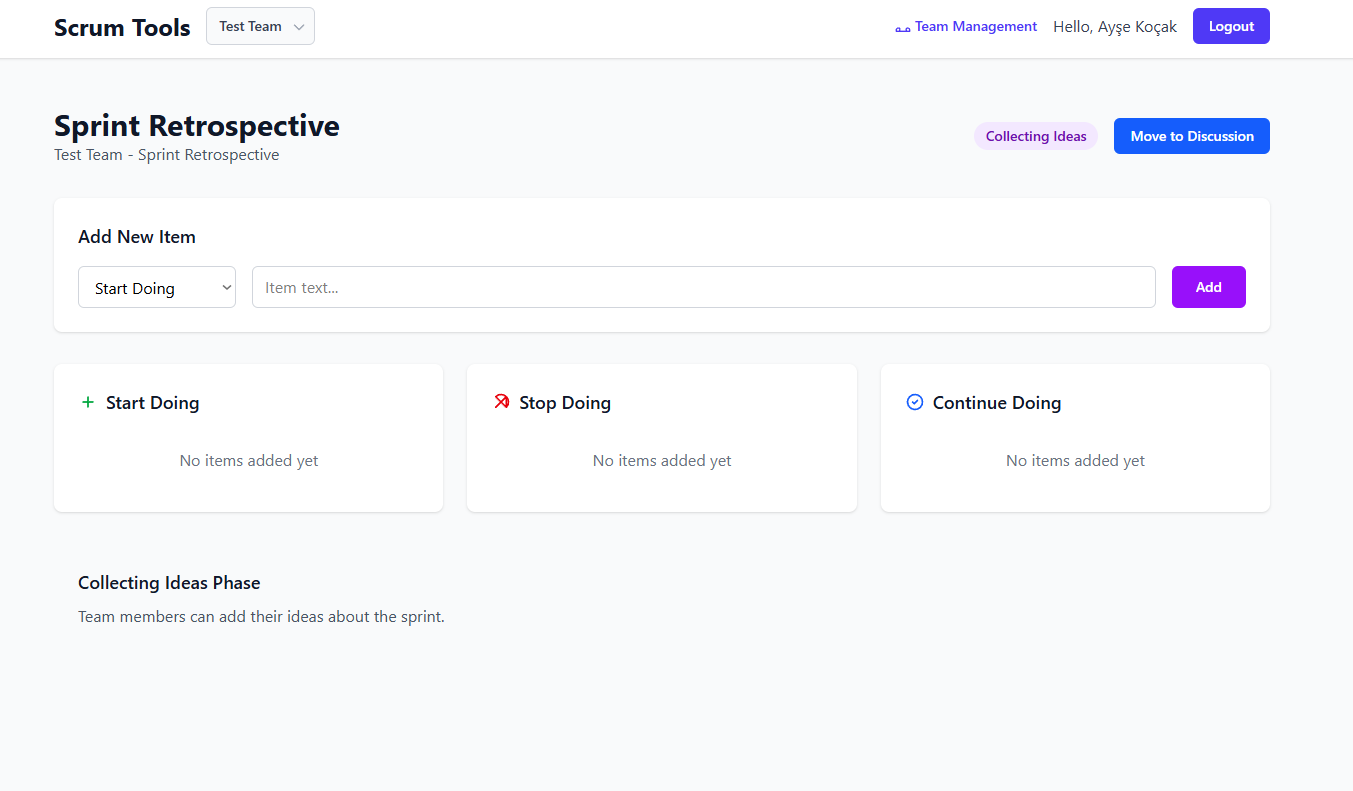 Scrum Tools
Test Team
Team Management
Hello, Ayşe Koçak
Logout
Sprint Retrospective
Test Team - Sprint Retrospective
Collecting Ideas
Move to Discussion
Add New Item
Start Doing
Item text...
Add
Start Doing
No items added yet
Stop Doing
No items added yet
Continue Doing
No items added yet
Collecting Ideas Phase
Team members can add their ideas about the sprint.